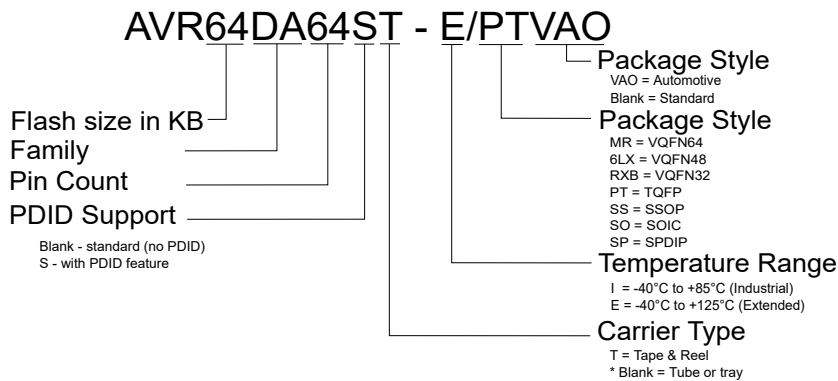 AVR64DA64ST - E/PTVAO
Package Style
VAO = Automotive
Blank = Standard
Flash size in KB
Family
Pin Count
PDID Support
Blank - standard (no PDID)
S - with PDID feature
Package Style
MR = VQFN64
6LX = VQFN48
RXB = VQFN32
PT = TQFP
SS = SSOP
SO = SOIC
SP = SPDIP
Temperature Range
I = -40°C to +85°C (Industrial)
E = -40°C to +125°C (Extended)
Carrier Type
T = Tape & Reel
* Blank = Tube or tray